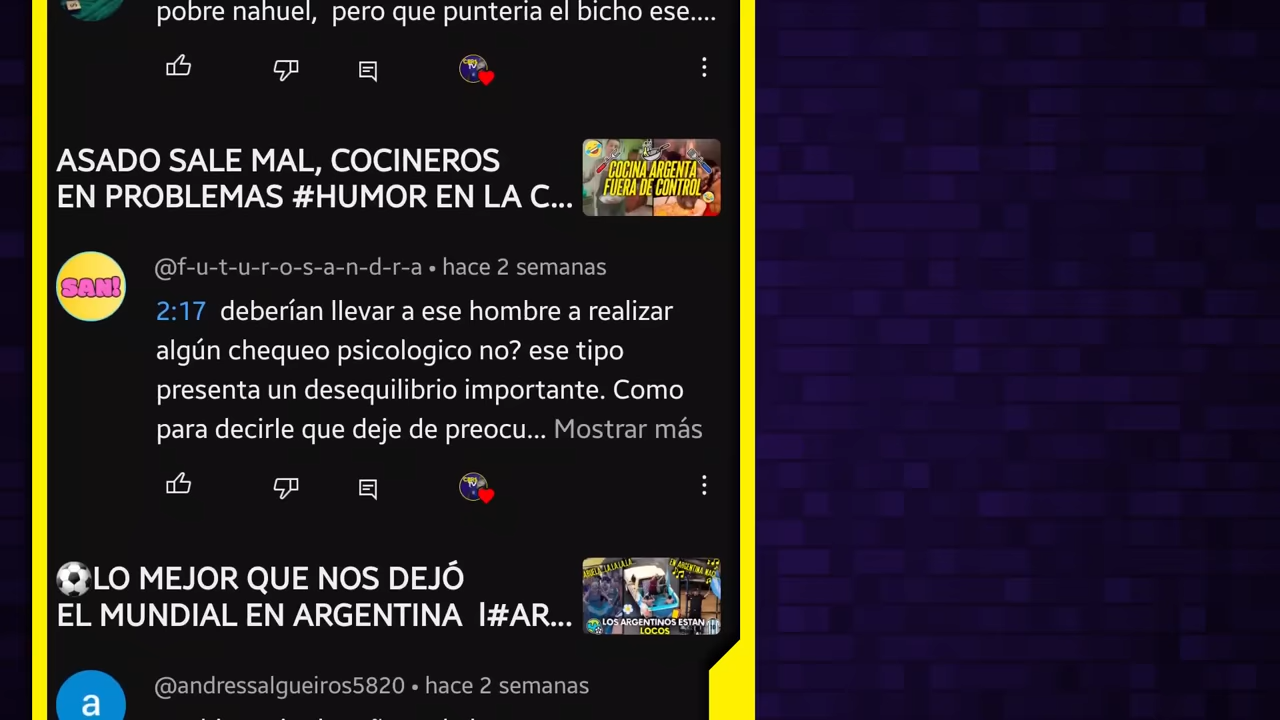 pobre nahuel,  pero que punteria el bicho ese....
ASADO SALE MAL, COCINEROS
EN PROBLEMAS #HUMOR EN LA C...
COCINA ARGENTA
FUERA DE CONTROL
SAN!
@f-u-t-u-r-o-s-a-n-d-r-a • hace 2 semanas
2:17  deberían llevar a ese hombre a realizar
algún chequeo psicologico no? ese tipo
presenta un desequilibrio importante. Como
para decirle que deje de preocu... Mostrar más
⚽LO MEJOR QUE NOS DEJÓ
EL MUNDIAL EN ARGENTINA  l#AR...
LOS ARGENTINOS ESTAN
LOCOS
@andressalgueiros5820 • hace 2 semanas
a